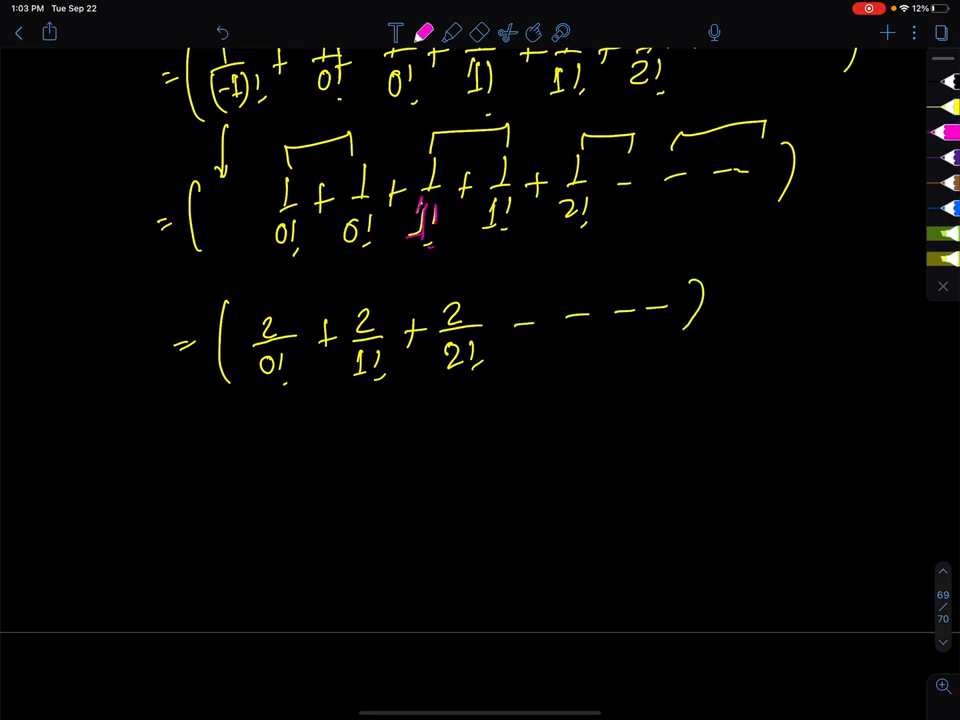 1:03 PM Tue Sep 22 12%
= ( 1/(-1)! + 1/0! + 1/0! + 1/1! + 1/1! + 1/2! )
= ( 1/0! + 1/0! + 1/1! + 1/1! + 1/2! - - -- )
= ( 2/0! + 2/1! + 2/2! - - - - )
T
69
/
70